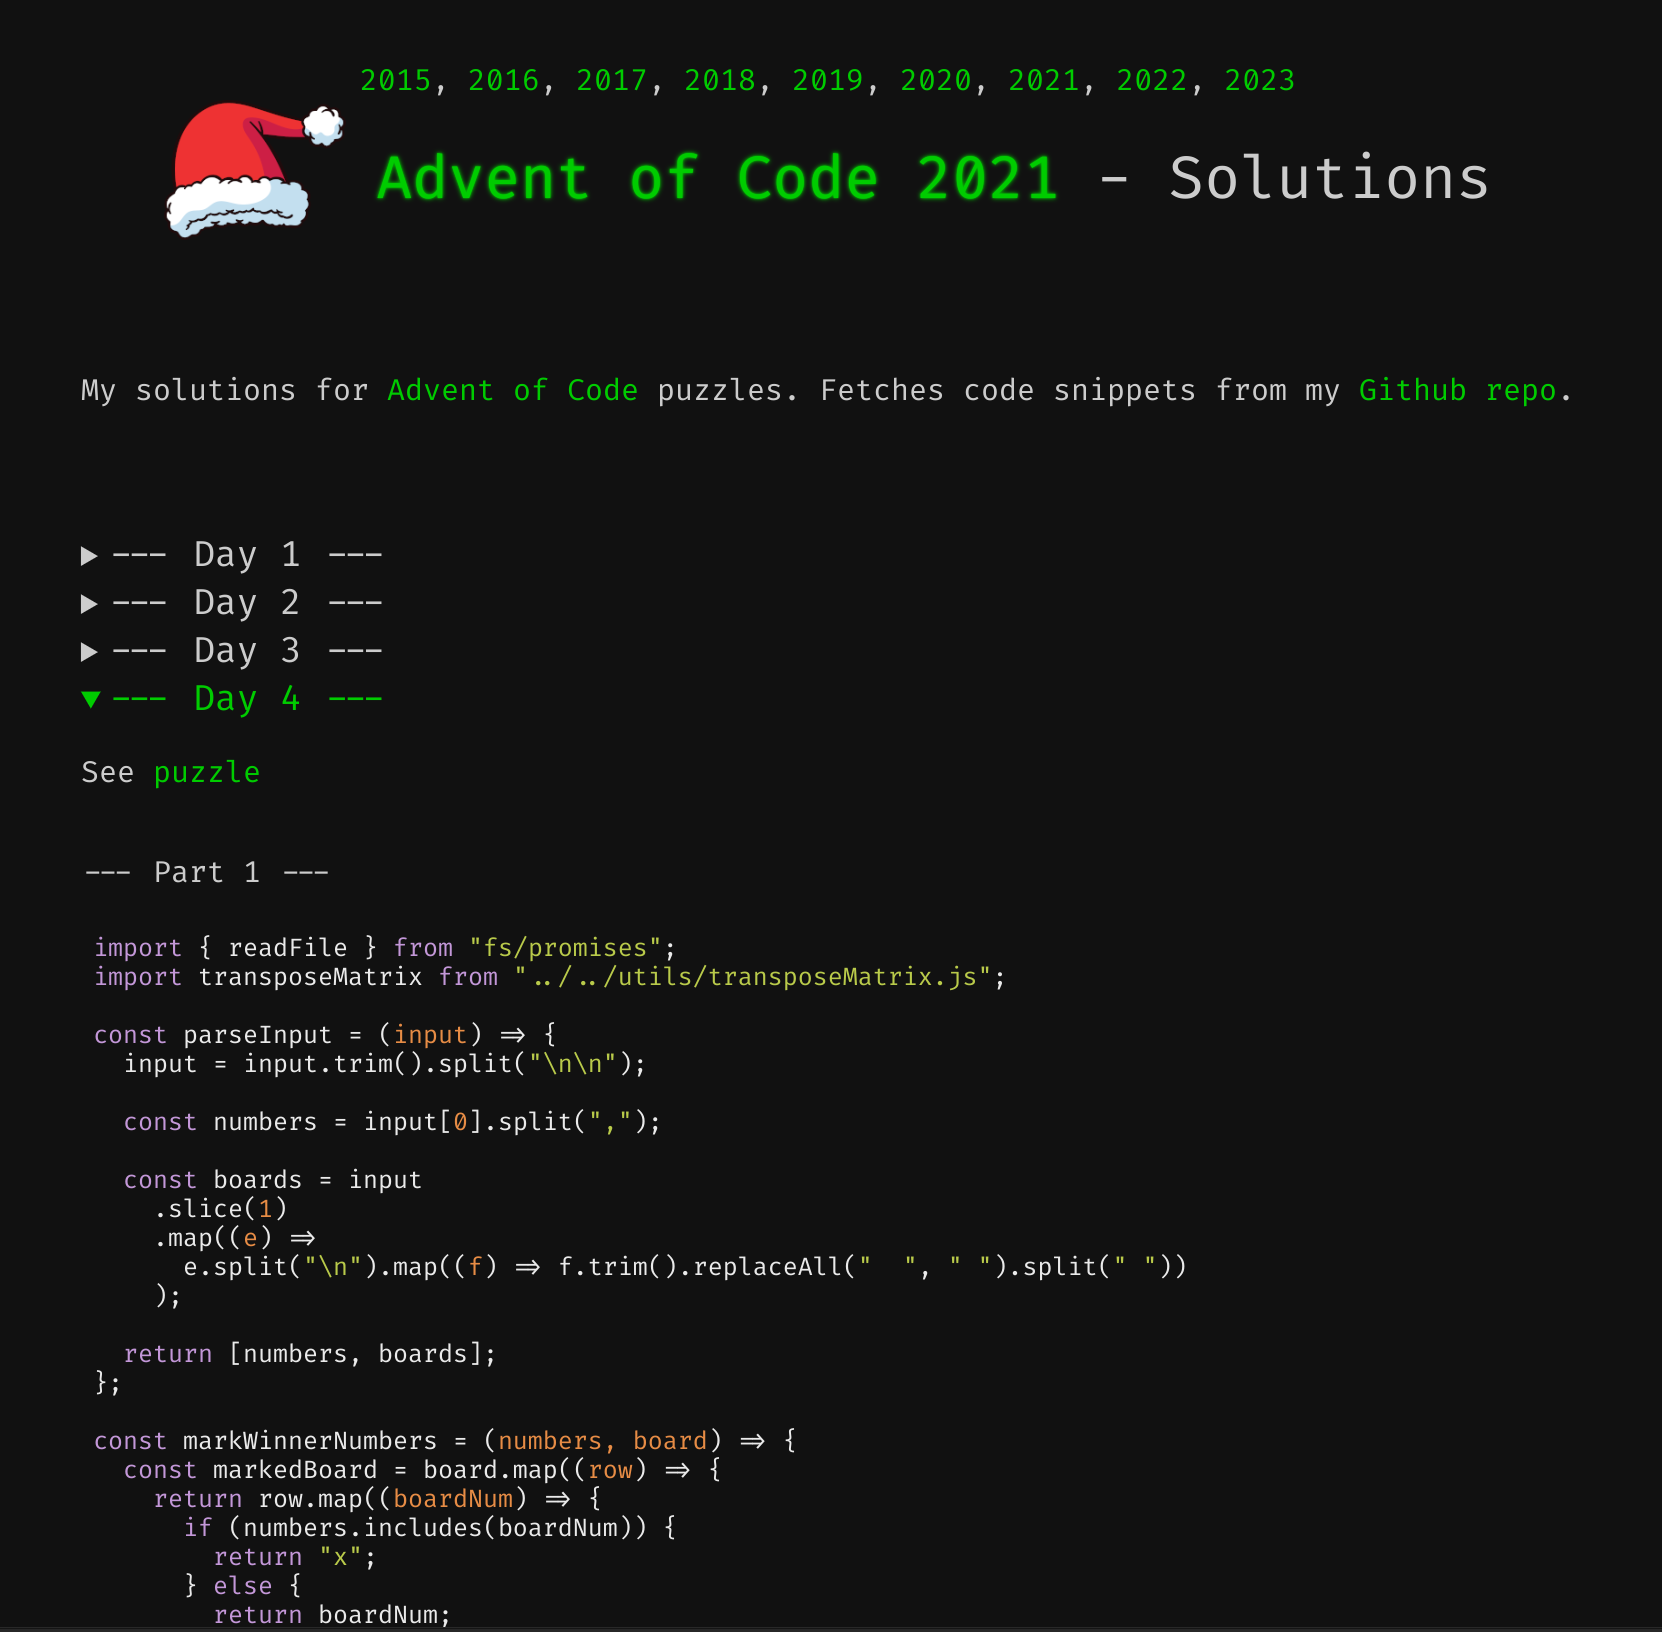 2015, 2016, 2017, 2018, 2019, 2020, 2021, 2022, 2023
Advent of Code 2021 - Solutions
My solutions for Advent of Code puzzles. Fetches code snippets from my Github repo.
▶ --- Day 1 ---
▶ --- Day 2 ---
▶ --- Day 3 ---
▼ --- Day 4 ---
See puzzle
--- Part 1 ---
import { readFile } from "fs/promises";
import transposeMatrix from "../../utils/transposeMatrix.js";
const parseInput = (input) => {
  input = input.trim().split("\n\n");
  const numbers = input[0].split(",");
  const boards = input
    .slice(1)
    .map((e) =>
      e.split("\n").map((f) => f.trim().replaceAll("  ", " ").split(" "))
    );
  return [numbers, boards];
};
const markWinnerNumbers = (numbers, board) => {
  const markedBoard = board.map((row) => {
    return row.map((boardNum) => {
      if (numbers.includes(boardNum)) {
        return "x";
      } else {
        return boardNum;